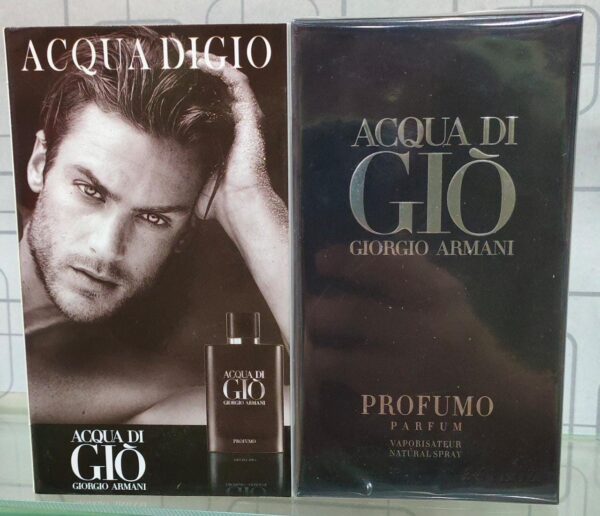 ACQUA DIGIO
ACQUA DI
GIÒ
GIORGIO ARMANI
PROFUMO
ACQUA DI
GIÒ
GIORGIO ARMANI
ACQUA DI
GIÒ
GIORGIO ARMANI
PROFUMO
PARFUM
VAPORISATEUR
NATURAL SPRAY